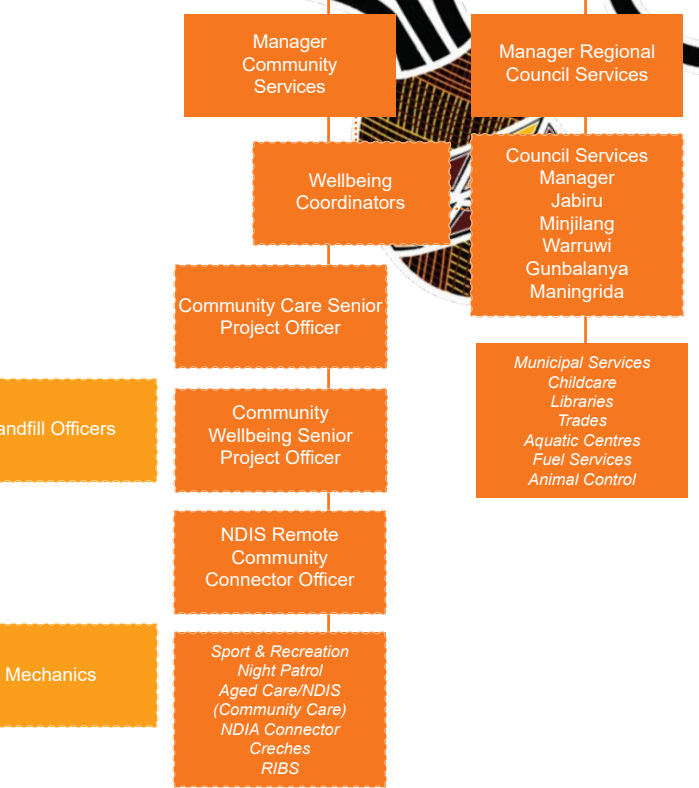 Manager
Community
Services
Manager Regional
Council Services
Wellbeing
Coordinators
Council Services
Manager
Jabiru
Minjilang
Warruwi
Gunbalanya
Maningrida
Community Care Senior
Project Officer
Municipal Services
Childcare
Libraries
Trades
Aquatic Centres
Fuel Services
Animal Control
Officers
Community
Wellbeing Senior
Project Officer
NDIS Remote
Community
Connector Officer
Mechanics
Sport & Recreation
Night Patrol
Aged Care/NDIS
(Community Care)
NDIA Connector
Creches
RIBS